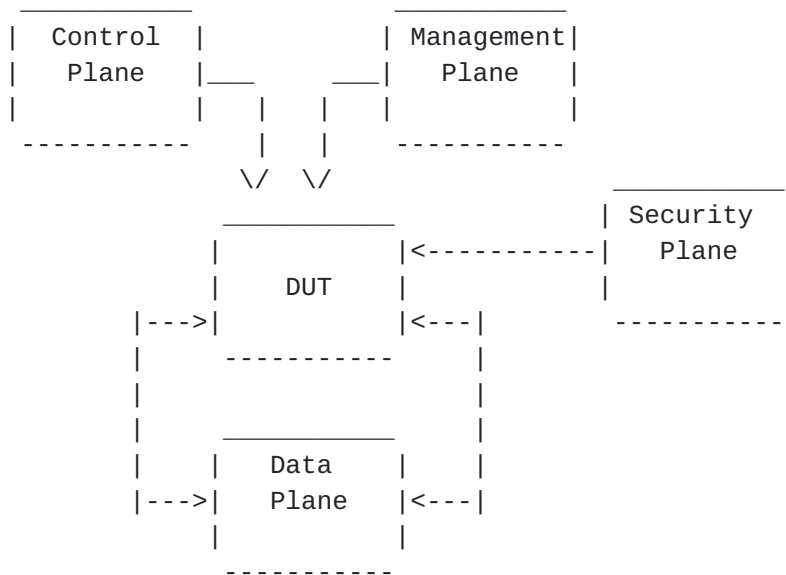 Control
Plane
Management
Plane
Security
Plane
DUT
Data
Plane